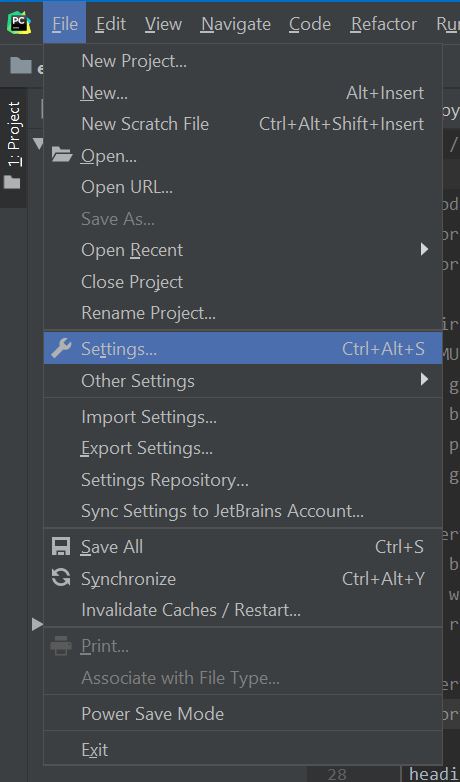 PC File Edit View Navigate Code Refactor
1: Project
New Project...
New... Alt+Insert
New Scratch File Ctrl+Alt+Shift+Insert
Open...
Open URL...
Save As...
Open Recent
Close Project
Rename Project...
Settings... Ctrl+Alt+S
Other Settings
Import Settings...
Export Settings...
Settings Repository...
Sync Settings to JetBrains Account...
Save All Ctrl+S
Synchronize Ctrl+Alt+Y
Invalidate Caches / Restart...
Print...
Associate with File Type...
Power Save Mode
Exit
28 headi